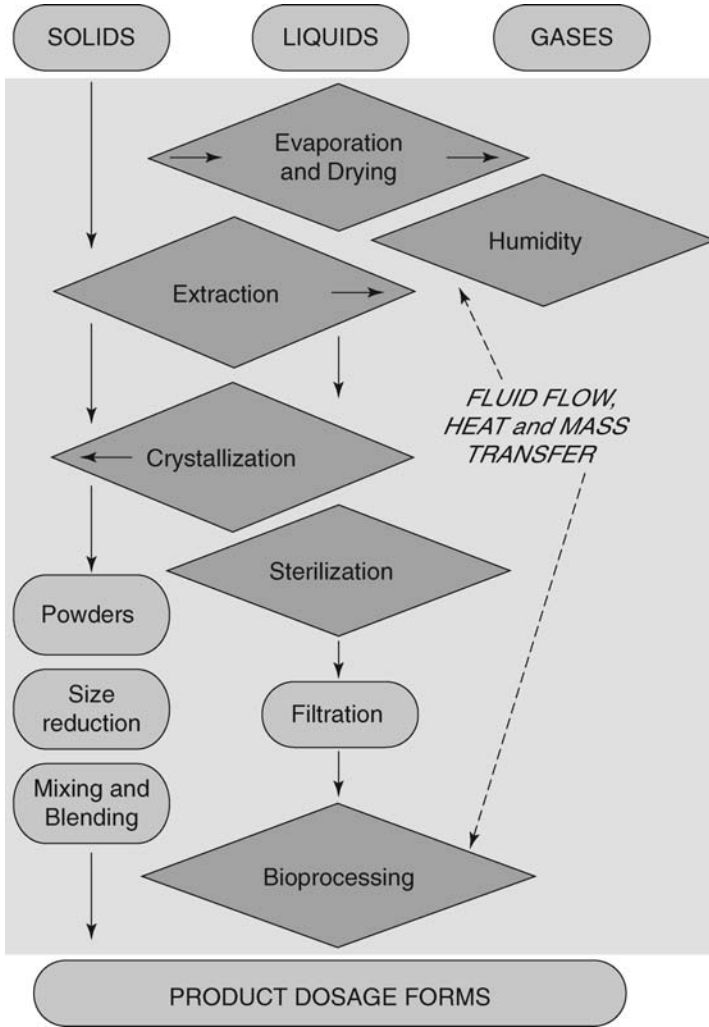 SOLIDS
LIQUIDS
GASES
Evaporation
and Drying
Humidity
Extraction
FLUID FLOW,
HEAT and MASS
TRANSFER
Crystallization
Sterilization
Powders
Size
reduction
Filtration
Mixing and
Blending
Bioprocessing
PRODUCT DOSAGE FORMS